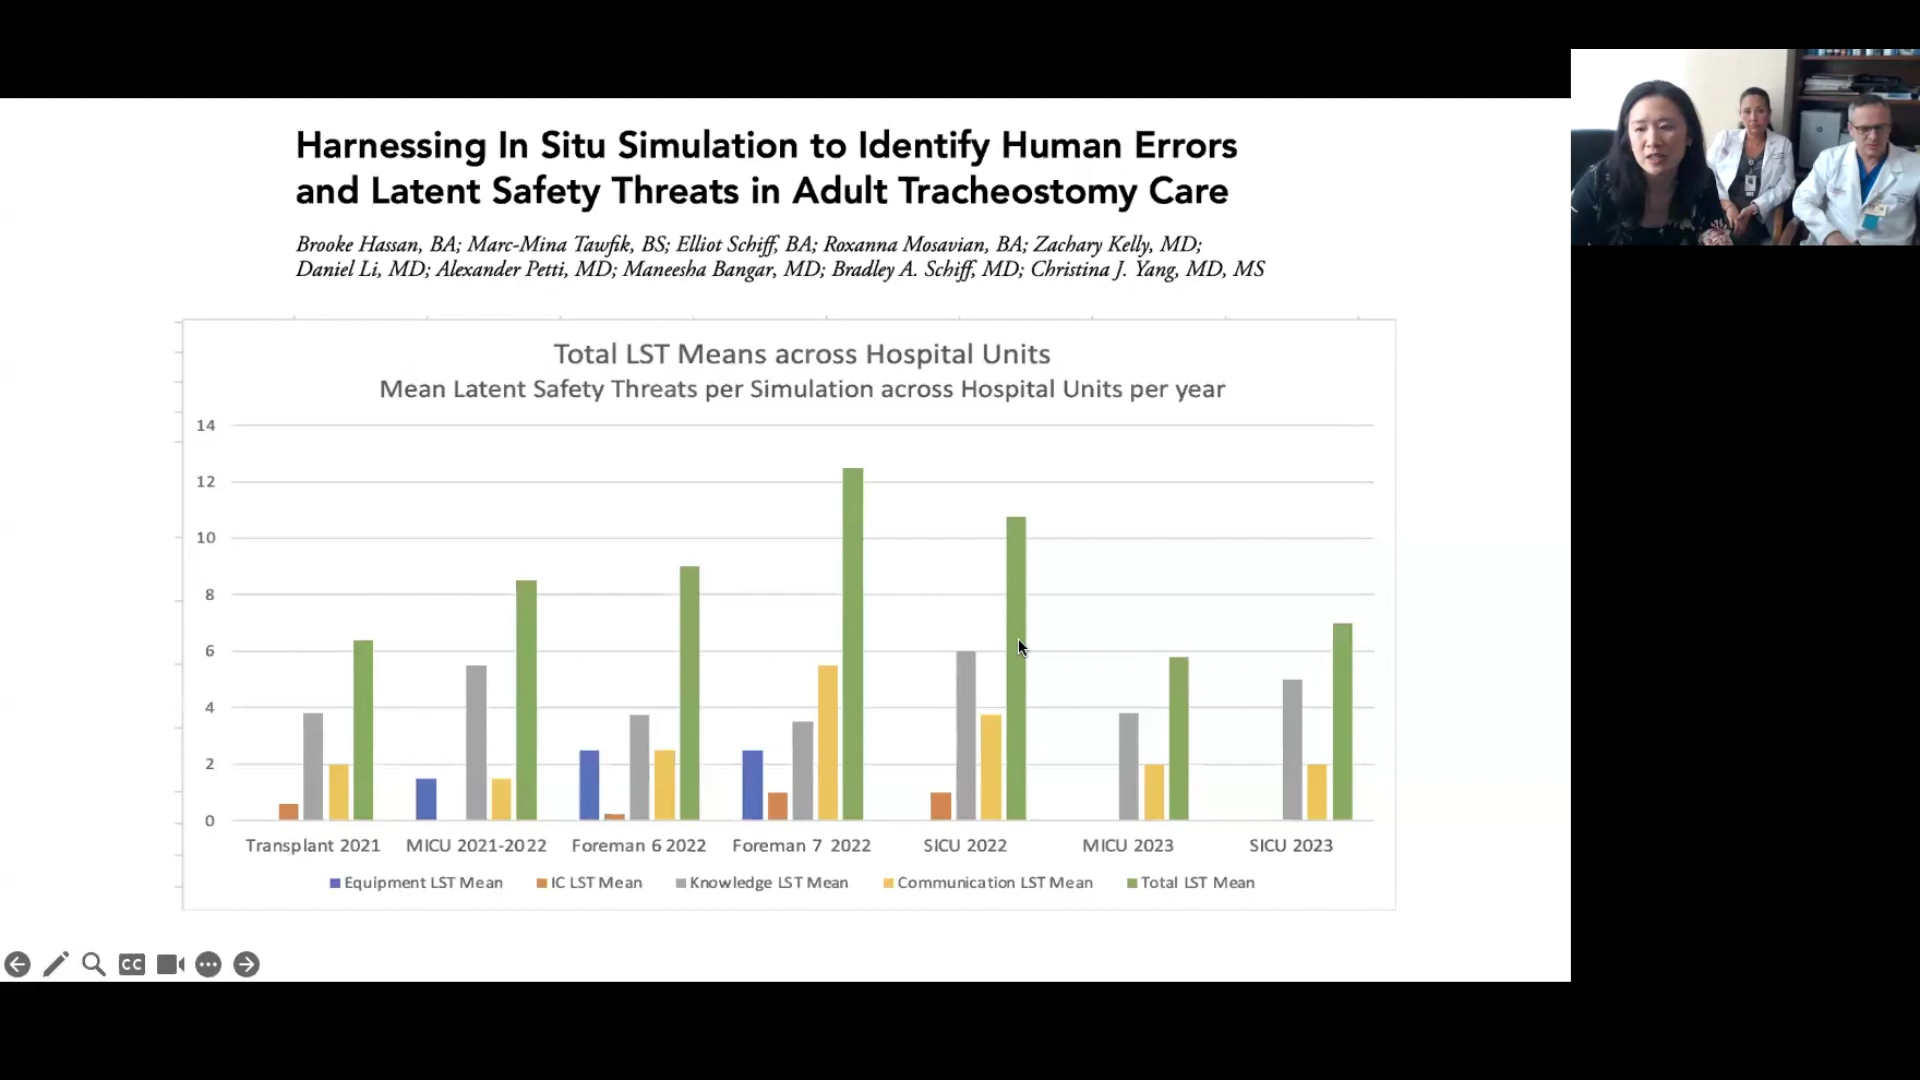 Harnessing In Situ Simulation to Identify Human Errors
and Latent Safety Threats in Adult Tracheostomy Care
Brooke Hassan, BA; Marc-Mina Tawfik, BS; Elliot Schiff, BA; Roxanna Mosavian, BA; Zachary Kelly, MD;
Daniel Li, MD; Alexander Petti, MD; Maneesha Bangar, MD; Bradley A. Schiff, MD; Christina J. Yang, MD, MS
Total LST Means across Hospital Units
Mean Latent Safety Threats per Simulation across Hospital Units per year
14
12
10
8
6
4
2
0
Transplant 2021 MICU 2021-2022 Foreman 6 2022 Foreman 7 2022 SICU 2022 MICU 2023 SICU 2023
Equipment LST Mean IC LST Mean Knowledge LST Mean Communication LST Mean Total LST Mean
CC